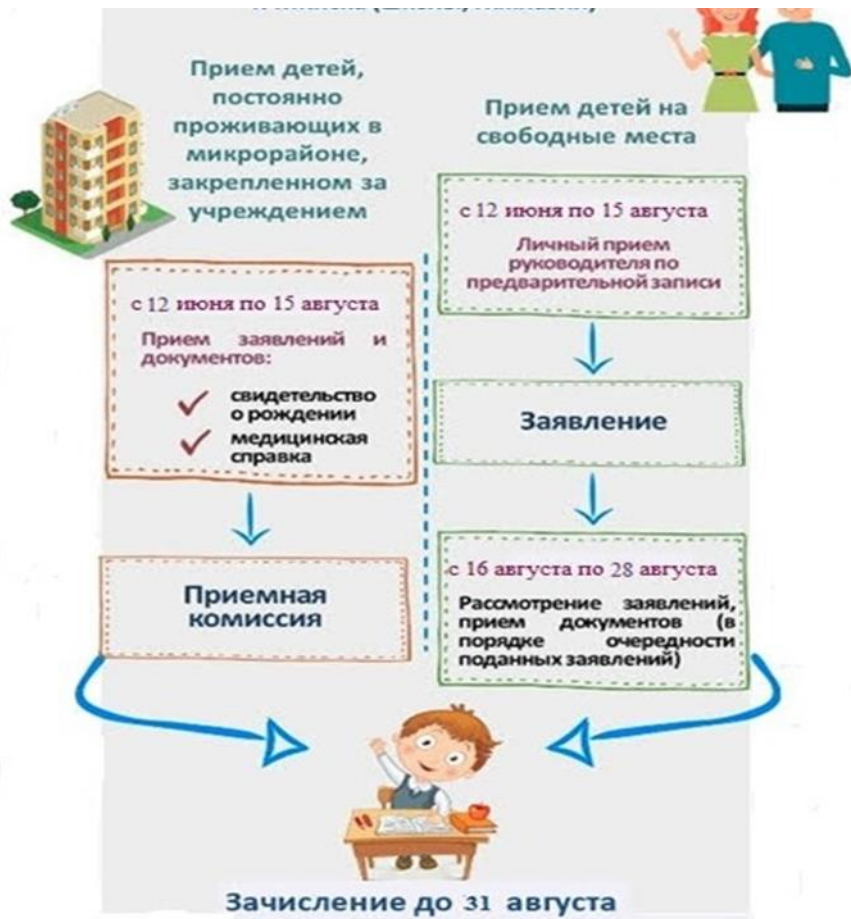 Прием детей,
постоянно
проживающих в
микрорайоне,
закрепленном за
учреждением
с 12 июня по 15 августа
Прием заявлений и
документов:
свидетельство
о рождении
медицинская
справка
Приемная
комиссия
Прием детей на
свободные места
с 12 июня по 15 августа
Личный прием
руководителя по
предварительной записи
Заявление
с 16 августа по 28 августа
Рассмотрение заявлений,
прием документов (в
порядке очередности
поданных заявлений)
Зачисление до 31 августа